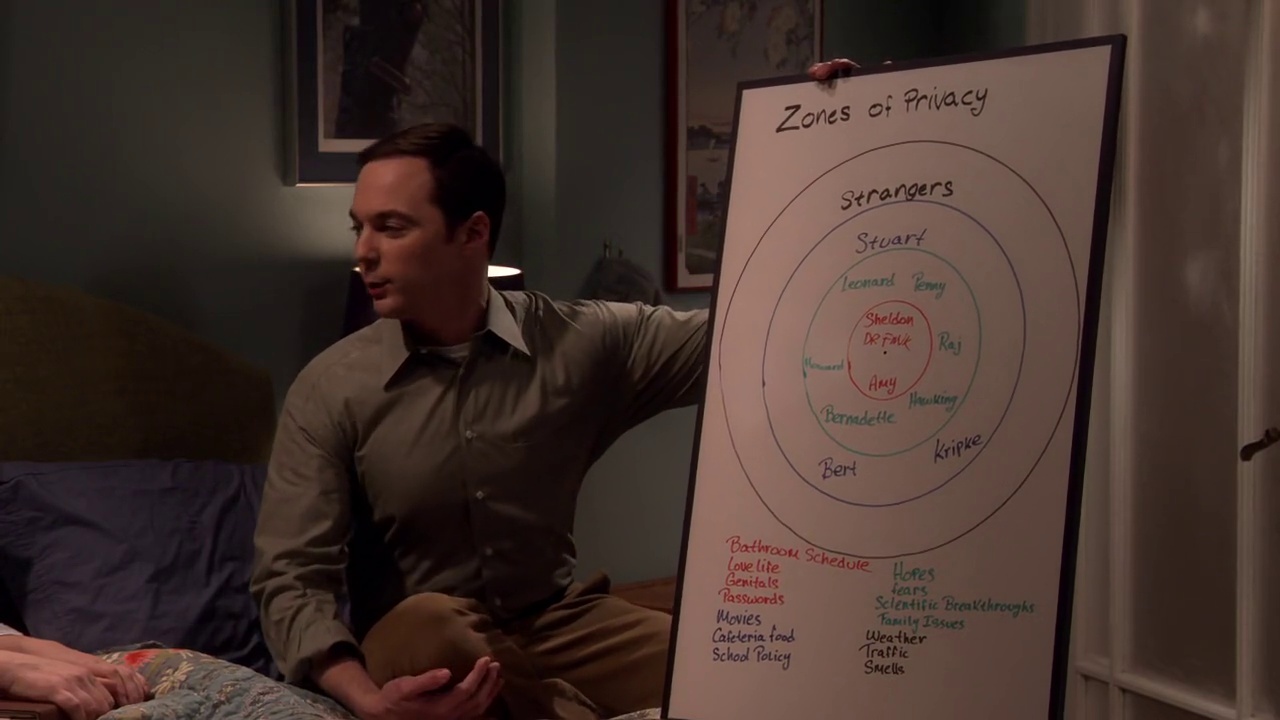 Zones of Privacy
Strangers
Stuart
Leonard Penny
Sheldon
DR. Fink
Raj
Howard
Amy
Hawking
Bernadette
Kripke
Bert
Bathroom Schedule
Love life
Genitals
Passwords
Movies
Cafeteria food
School Policy
Hopes
fears
Scientific Breakthroughs
Family Issues
Weather
Traffic
Smells